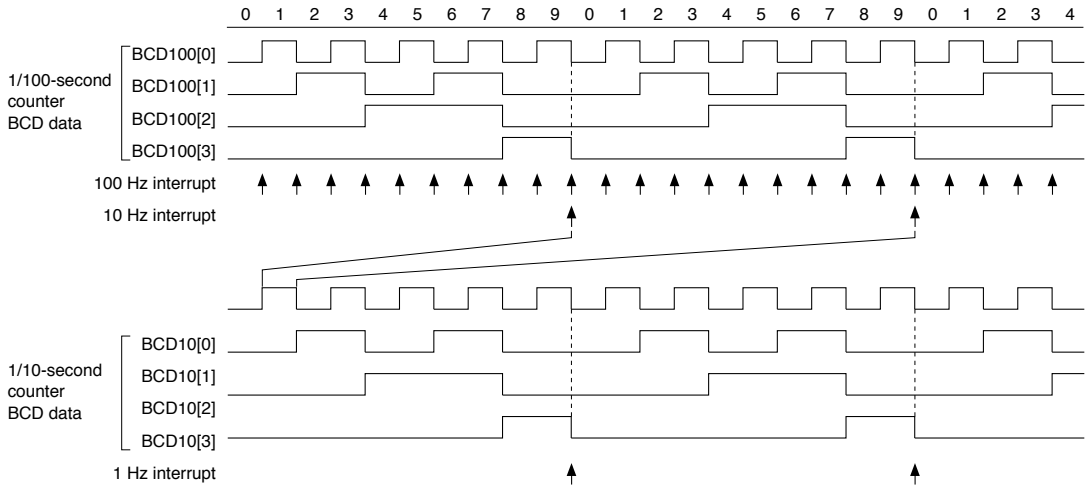 0 1 2 3 4 5 6 7 8 9 0 1 2 3 4 5 6 7 8 9 0 1 2 3 4
BCD100[0]
BCD100[1]
BCD100[2]
BCD100[3]
1/100-second
counter
BCD data
100 Hz interrupt
10 Hz interrupt
BCD10[0]
BCD10[1]
BCD10[2]
BCD10[3]
1/10-second
counter
BCD data
1 Hz interrupt